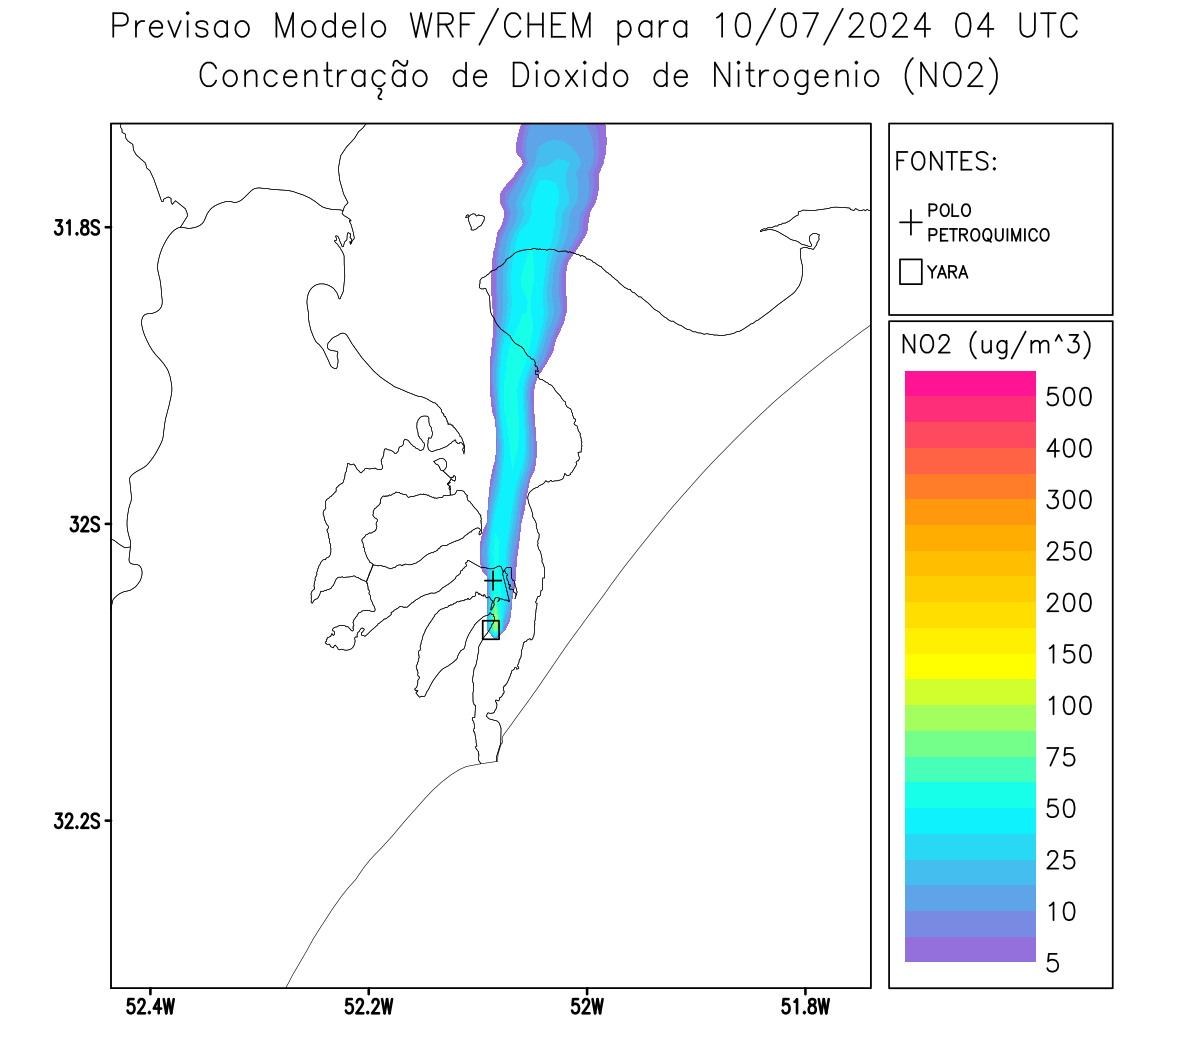 Previsao Modelo WRF/CHEM para 10/07/2024 04 UTC
Concentração de Dioxido de Nitrogenio (NO2)
FONTES:
POLO
PETROQUIMICO
YARA
31.8S
32S
32.2S
52.4W
52.2W
52W
51.8W
NO2 (ug/m^3)
500
400
300
250
200
150
100
75
50
25
10
5